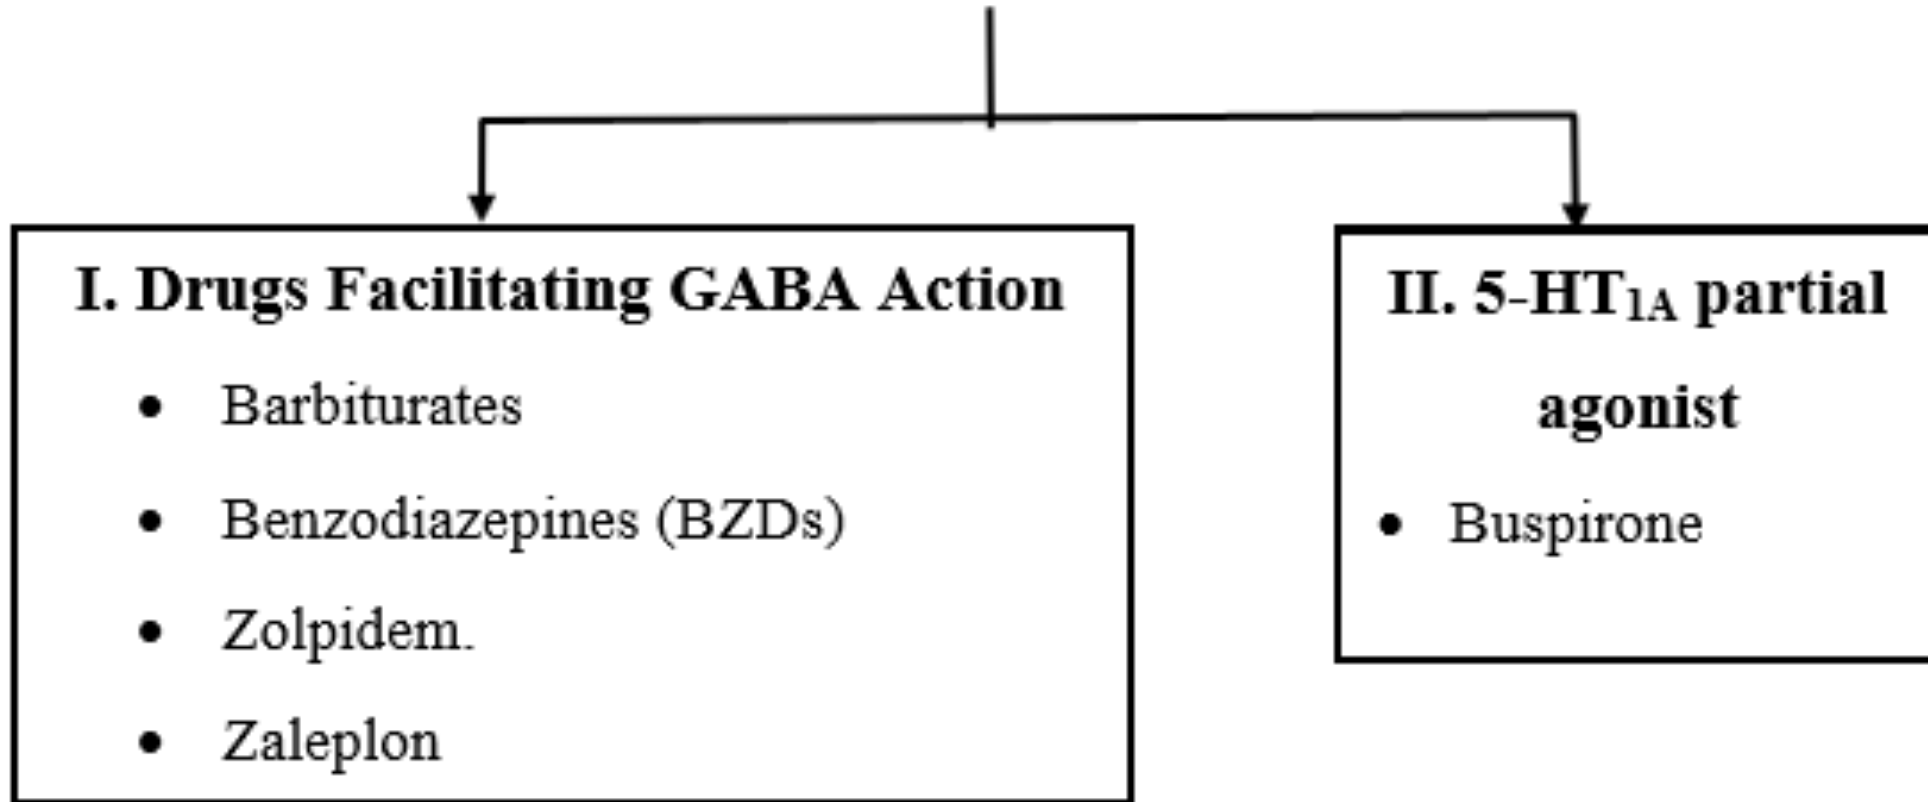 I. Drugs Facilitating GABA Action
• Barbiturates
• Benzodiazepines (BZDs)
• Zolpidem.
• Zaleplon
II. 5-HT₁ₐ partial
agonist
• Buspirone